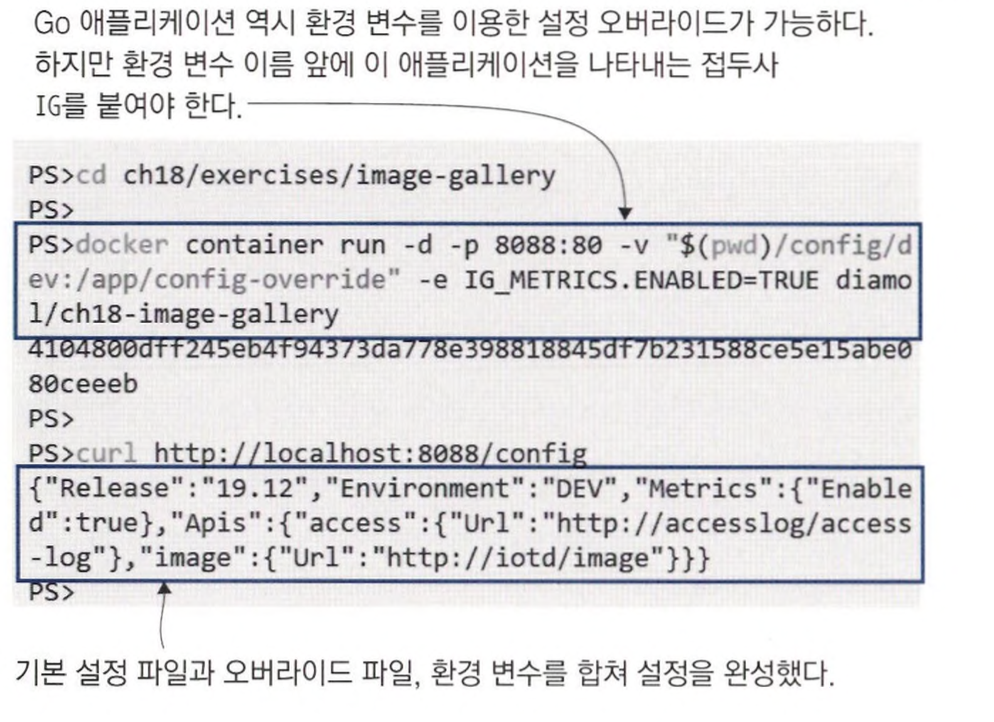 Go 애플리케이션 역시 환경 변수를 이용한 설정 오버라이드가 가능하다.
하지만 환경 변수 이름 앞에 이 애플리케이션을 나타내는 접두사
IG를 붙여야 한다.
PS>cd ch18/exercises/image-gallery
PS>
PS>docker container run -d -p 8088:80 -v "$(pwd)/config/d
ev:/app/config-override" -e IG_METRICS.ENABLED=TRUE diamo
l/ch18-image-gallery
4104800dff245eb4f94373da778e398818845df7b231588ce5e15abe0
80ceeeb
PS>
PS>curl http://localhost:8088/config
{"Release":"19.12","Environment":"DEV","Metrics":{"Enable
d":true},"Apis":{"access":{"Url":"http://accesslog/access
-log"},"image":{"Url":"http://iotd/image"}}}
PS>
기본 설정 파일과 오버라이드 파일, 환경 변수를 합쳐 설정을 완성했다.